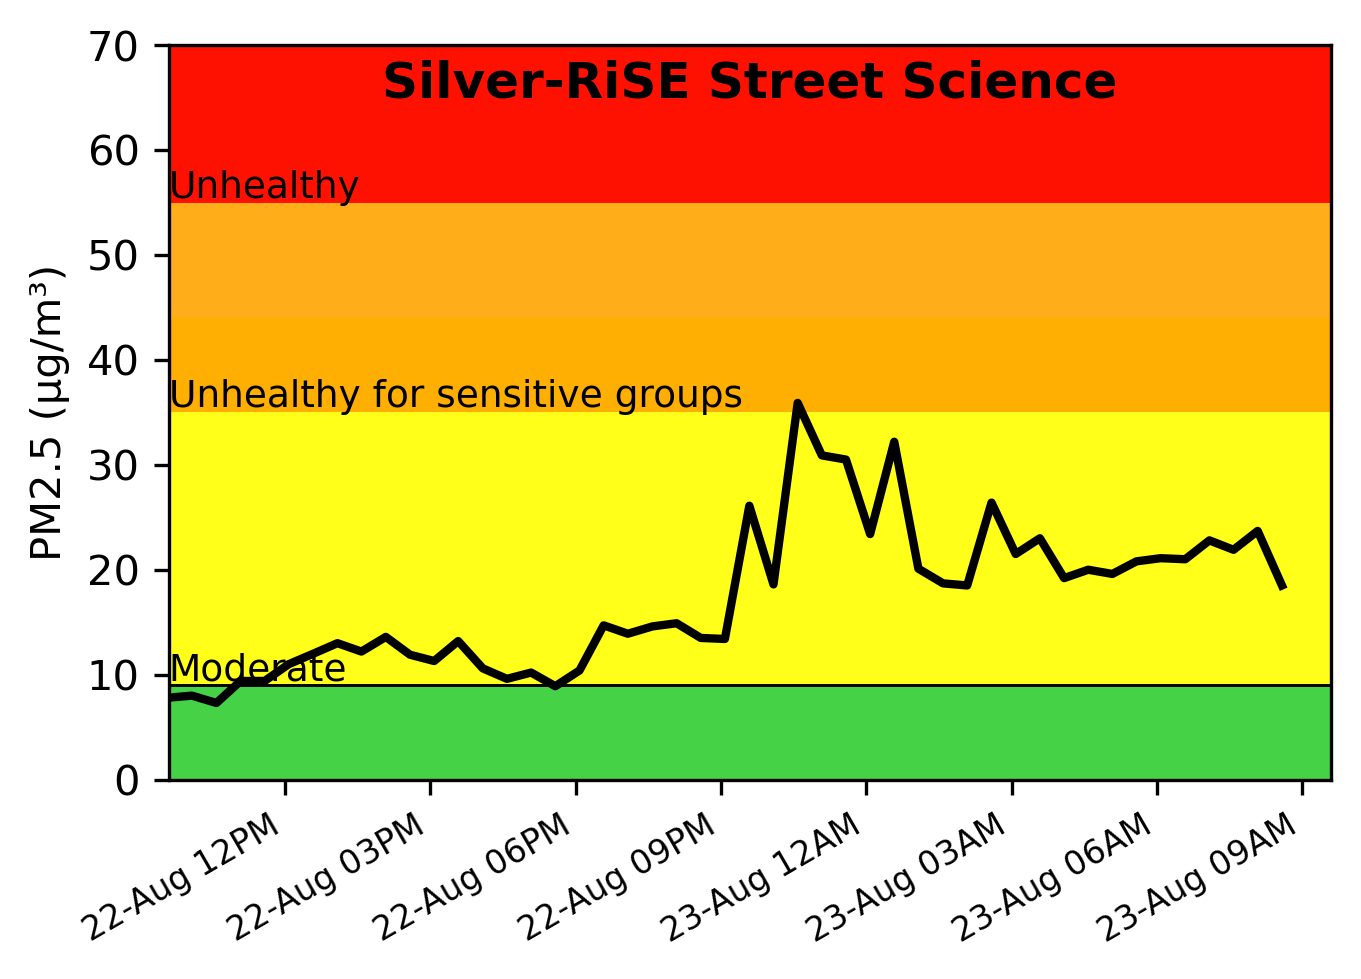 Silver-RiSE Street Science
70
60
Unhealthy
50
40
Unhealthy for sensitive groups
30
20
Moderate
10
0
PM2.5 (µg/m³)
22-Aug 12PM
22-Aug 03PM
22-Aug 06PM
22-Aug 09PM
23-Aug 12AM
23-Aug 03AM
23-Aug 06AM
23-Aug 09AM